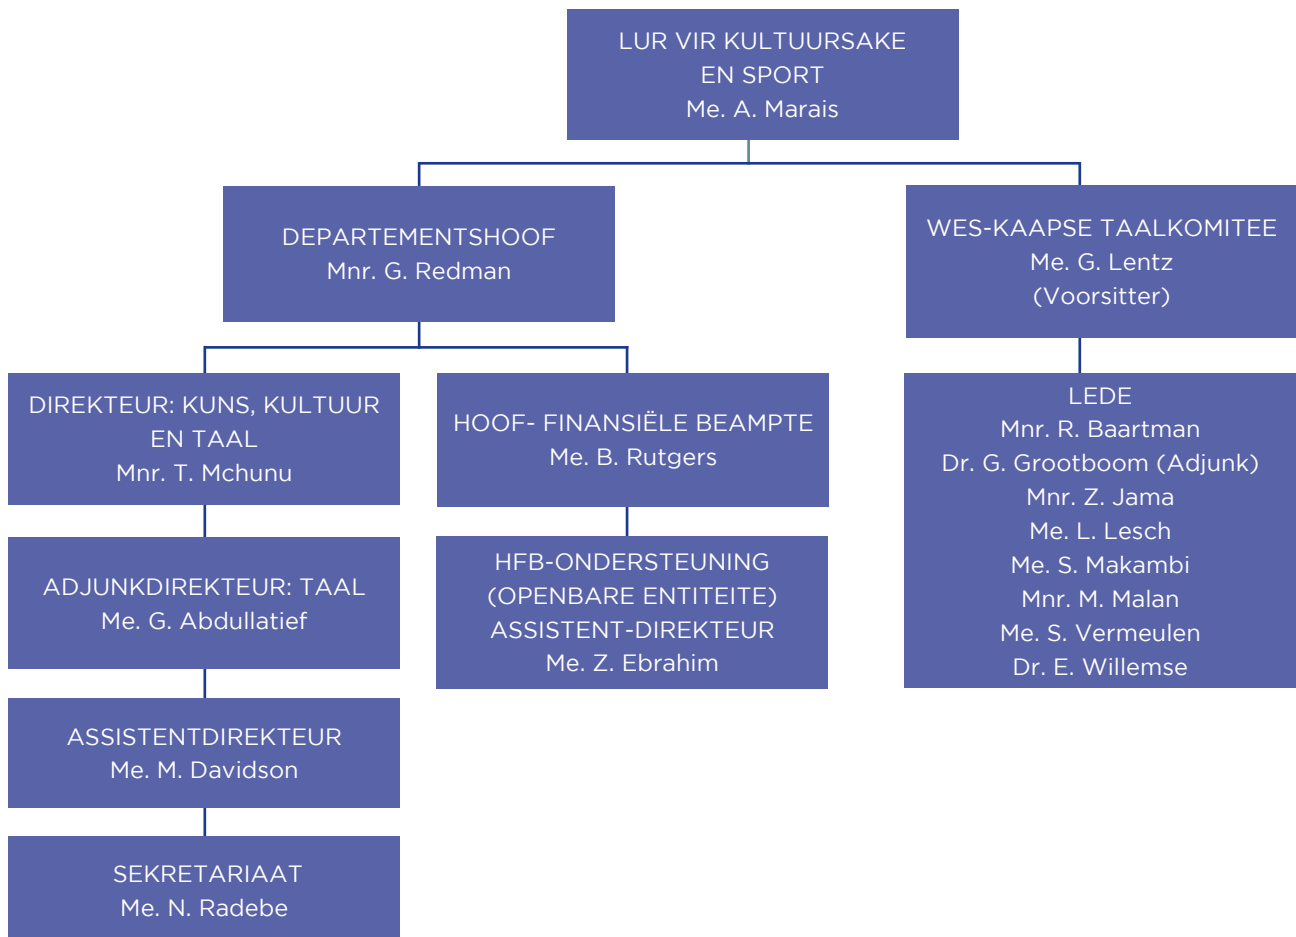 LUR VIR KULTUURSAKE
EN SPORT
Me. A. Marais
DEPARTEMENTSHOOF
Mnr. G. Redman
WES-KAAPSE TAALKOMITEE
Me. G. Lentz
(Voorsitter)
DIREKTEUR: KUNS, KULTUUR
EN TAAL
Mnr. T. Mchunu
HOOF- FINANSIËLE BEAMPTE
Me. B. Rutgers
LEDE
Mnr. R. Baartman
Dr. G. Grootboom (Adjunk)
Mnr. Z. Jama
Me. L. Lesch
Me. S. Makambi
Mnr. M. Malan
Me. S. Vermeulen
Dr. E. Willemse
ADJUNKDIREKTEUR: TAAL
Me. G. Abdullatief
HFB-ONDERSTEUNING
(OPENBARE ENTITEITE)
ASSISTENT-DIREKTEUR
Me. Z. Ebrahim
ASSISTENTDIREKTEUR
Me. M. Davidson
SEKRETARIAAT
Me. N. Radebe